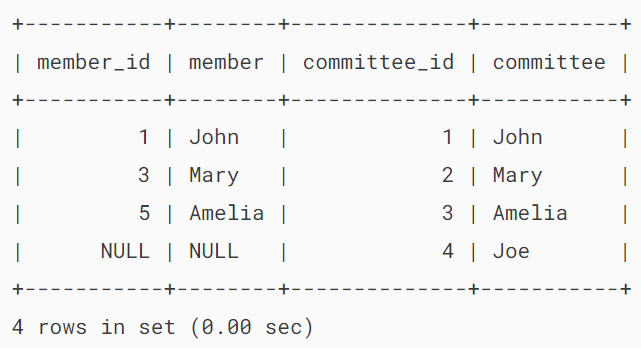 +-----------+--------+--------------+-----------+
| member_id | member | committee_id | committee |
+-----------+--------+--------------+-----------+
|         1 | John   |            1 | John      |
|         3 | Mary   |            2 | Mary      |
|         5 | Amelia |            3 | Amelia    |
|      NULL | NULL   |            4 | Joe       |
+-----------+--------+--------------+-----------+
4 rows in set (0.00 sec)